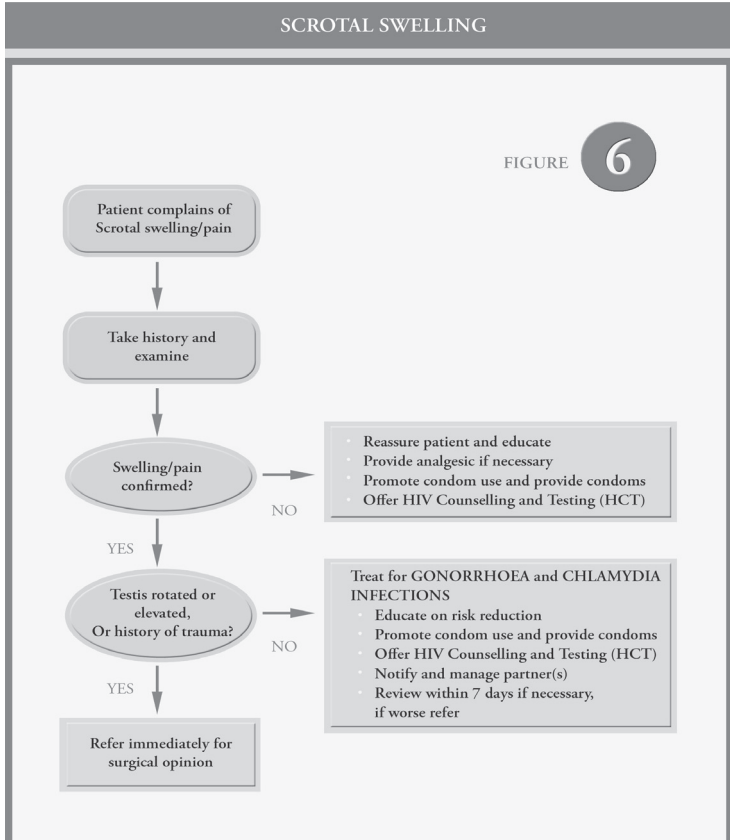 SCROTAL SWELLING
FIGURE 6
Patient complains of
Scrotal swelling/pain
Take history and
examine
Swelling/pain
confirmed?
NO
· Reassure patient and educate
· Provide analgesic if necessary
· Promote condom use and provide condoms
· Offer HIV Counselling and Testing (HCT)
YES
Testis rotated or
elevated,
Or history of trauma?
NO
Treat for GONORRHOEA and CHLAMYDIA
INFECTIONS
· Educate on risk reduction
· Promote condom use and provide condoms
· Offer HIV Counselling and Testing (HCT)
· Notify and manage partner(s)
· Review within 7 days if necessary,
if worse refer
YES
Refer immediately for
surgical opinion